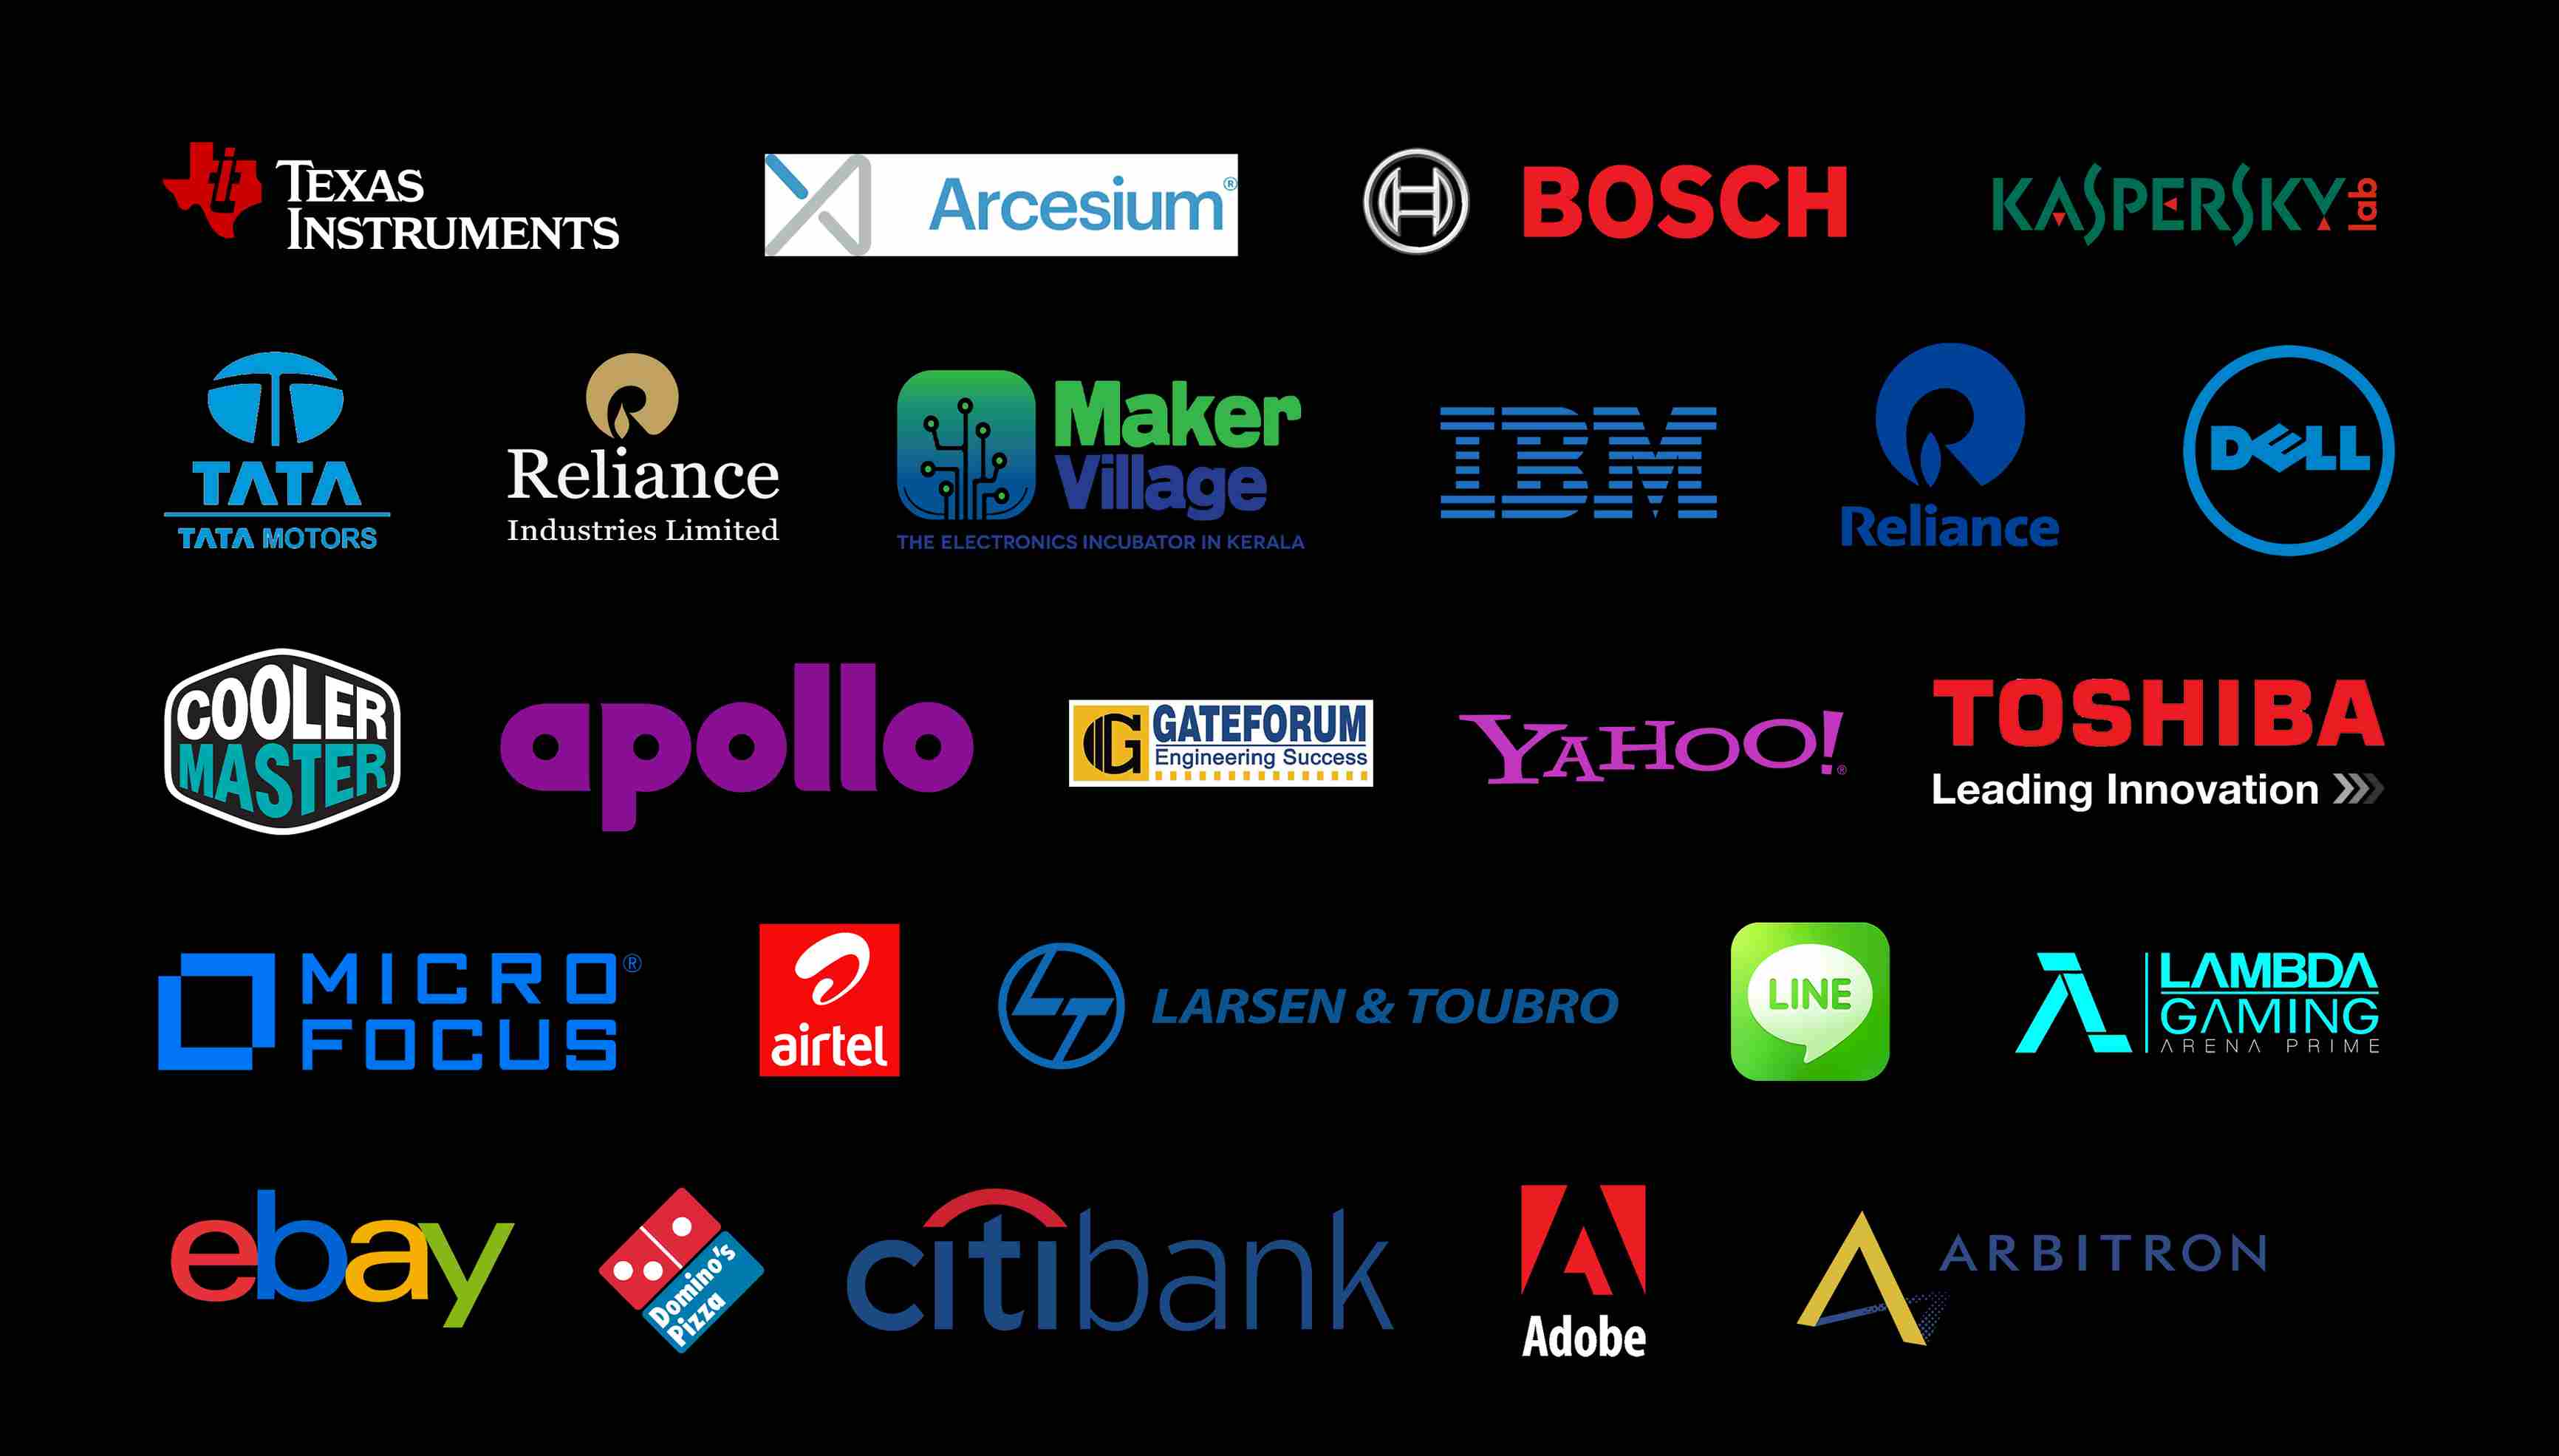 TEXAS
INSTRUMENTS
Arcesium®
BOSCH
KASPERSKY lab
TATA
TATA MOTORS
Reliance
Industries Limited
Maker
Village
THE ELECTRONICS INCUBATOR IN KERALA
IBM
Reliance
DELL
COOLER
MASTER
apollo
G GATEFORUM
Engineering Success
YAHOO!®
TOSHIBA
Leading Innovation
MICRO®
FOCUS
airtel
LT LARSEN & TOUBRO
LINE
LAMBDA
GAMING
ARENA PRIME
ebay
Domino's
Pizza
citibank
Adobe
ARBITRON